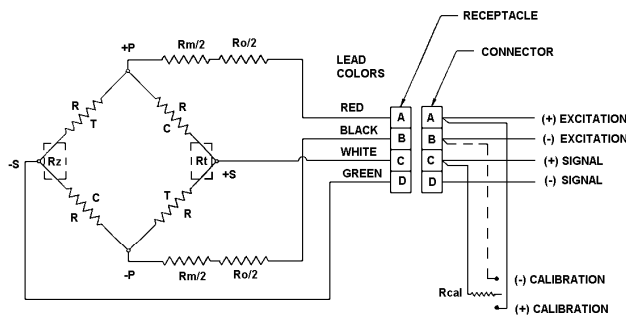 RECEPTACLE
CONNECTOR
LEAD
COLORS
+P
Rm/2 Ro/2
R
T
R
C
RED
BLACK
WHITE
GREEN
A
B
C
D
A
B
C
D
(+) EXCITATION
(-) EXCITATION
(+) SIGNAL
(-) SIGNAL
-S
Rz
Rt
+S
C
R
T
R
-P
Rm/2 Ro/2
Rcal
(-) CALIBRATION
(+) CALIBRATION